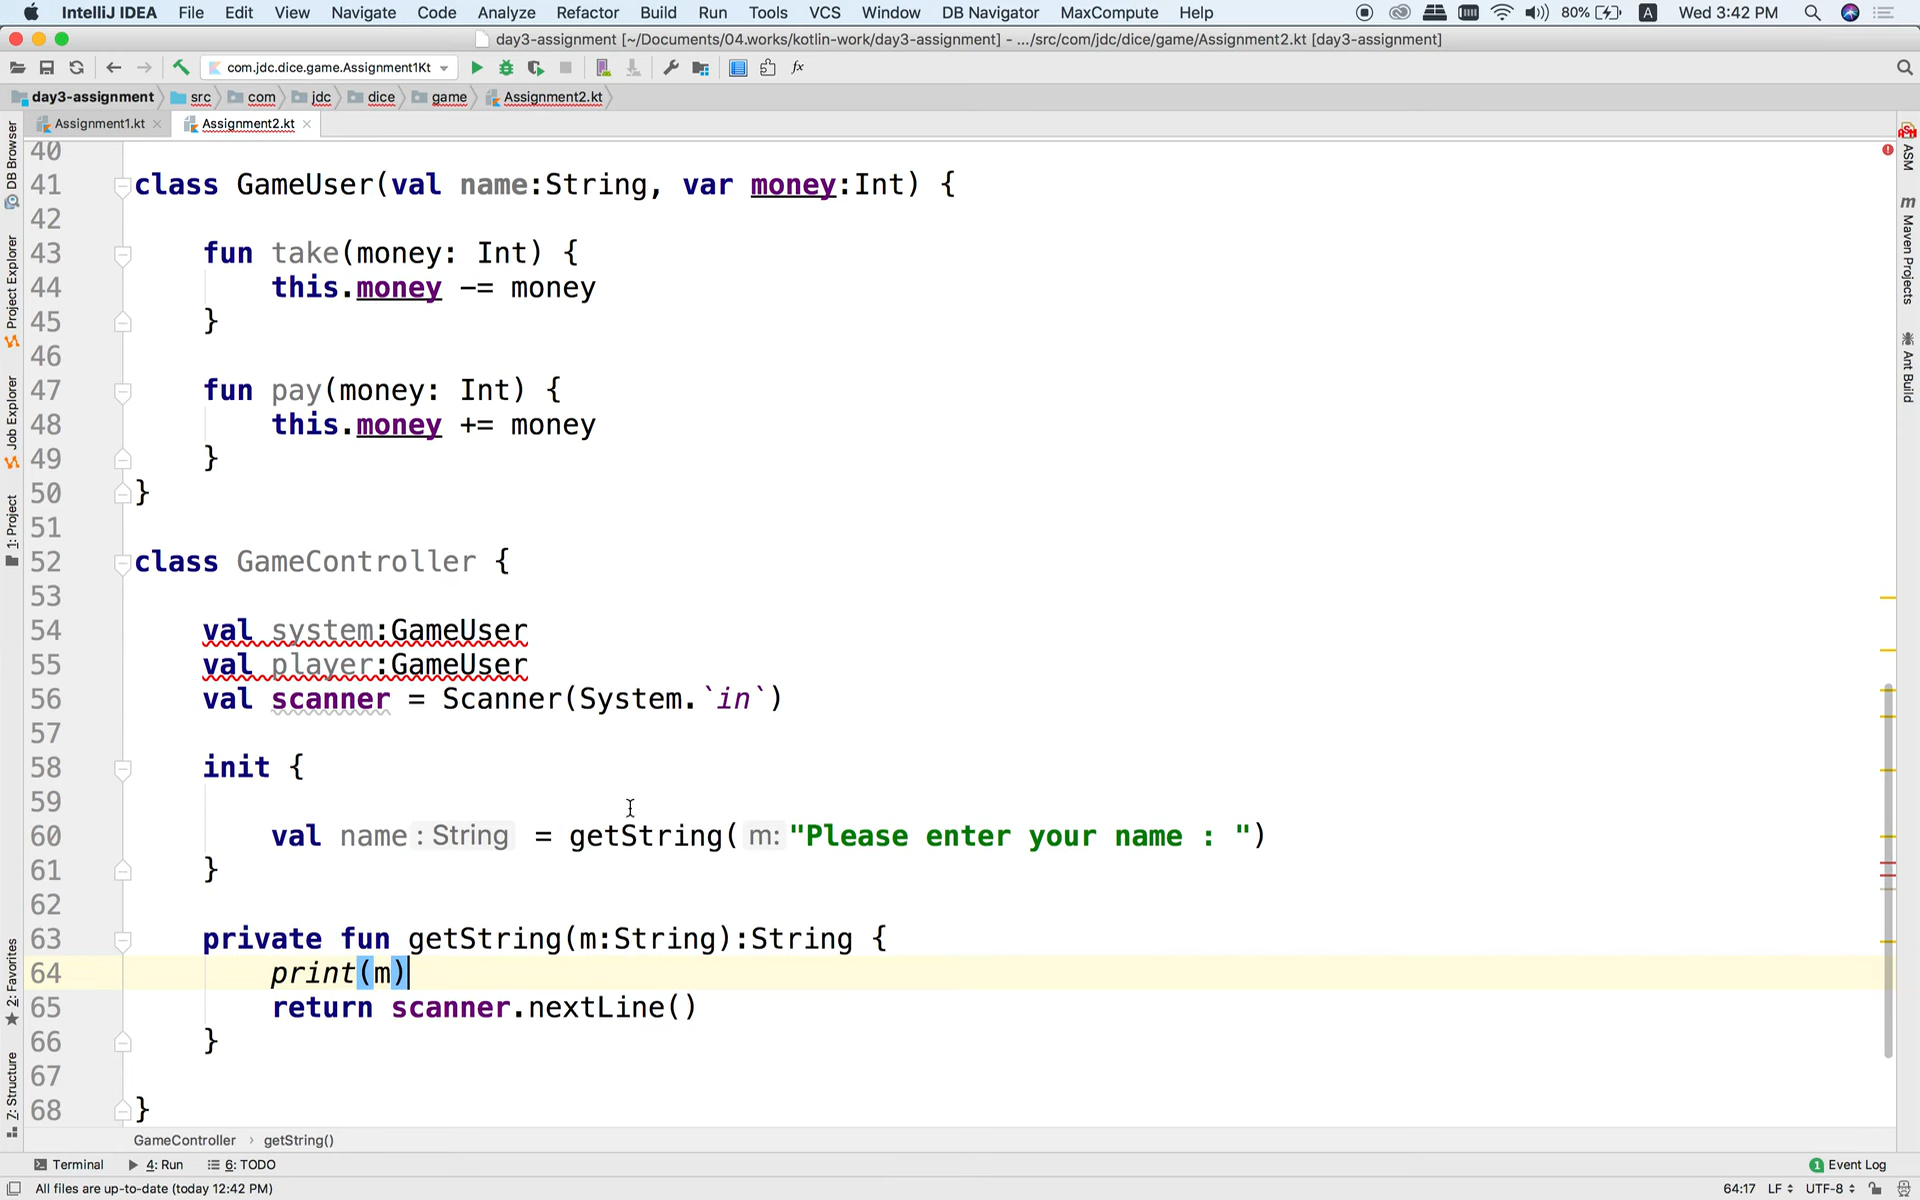 IntelliJ IDEA File Edit View Navigate Code Analyze Refactor Build Run Tools VCS Window DB Navigator MaxCompute Help 80% A Wed 3:42 PM
day3-assignment [~/Documents/04.works/kotlin-work/day3-assignment] - .../src/com/jdc/dice/game/Assignment2.kt [day3-assignment]
com.jdc.dice.game.Assignment1Kt
day3-assignment src com jdc dice game Assignment2.kt
Assignment1.kt Assignment2.kt
DB Browser
Project Explorer
Job Explorer
1: Project
2: Favorites
Z: Structure
ASM
Maven Projects
Ant Build
40
41 class GameUser(val name:String, var money:Int) {
42
43 fun take(money: Int) {
44 this.money -= money
45 }
46
47 fun pay(money: Int) {
48 this.money += money
49 }
50 }
51
52 class GameController {
53
54 val system:GameUser
55 val player:GameUser
56 val scanner = Scanner(System.`in`)
57
58 init {
59
60 val name : String = getString( m: "Please enter your name : ")
61 }
62
63 private fun getString(m:String):String {
64 print(m)
65 return scanner.nextLine()
66 }
67
68 }
GameController › getString()
Terminal 4: Run 6: TODO 1 Event Log
All files are up-to-date (today 12:42 PM) 64:17 LF UTF-8